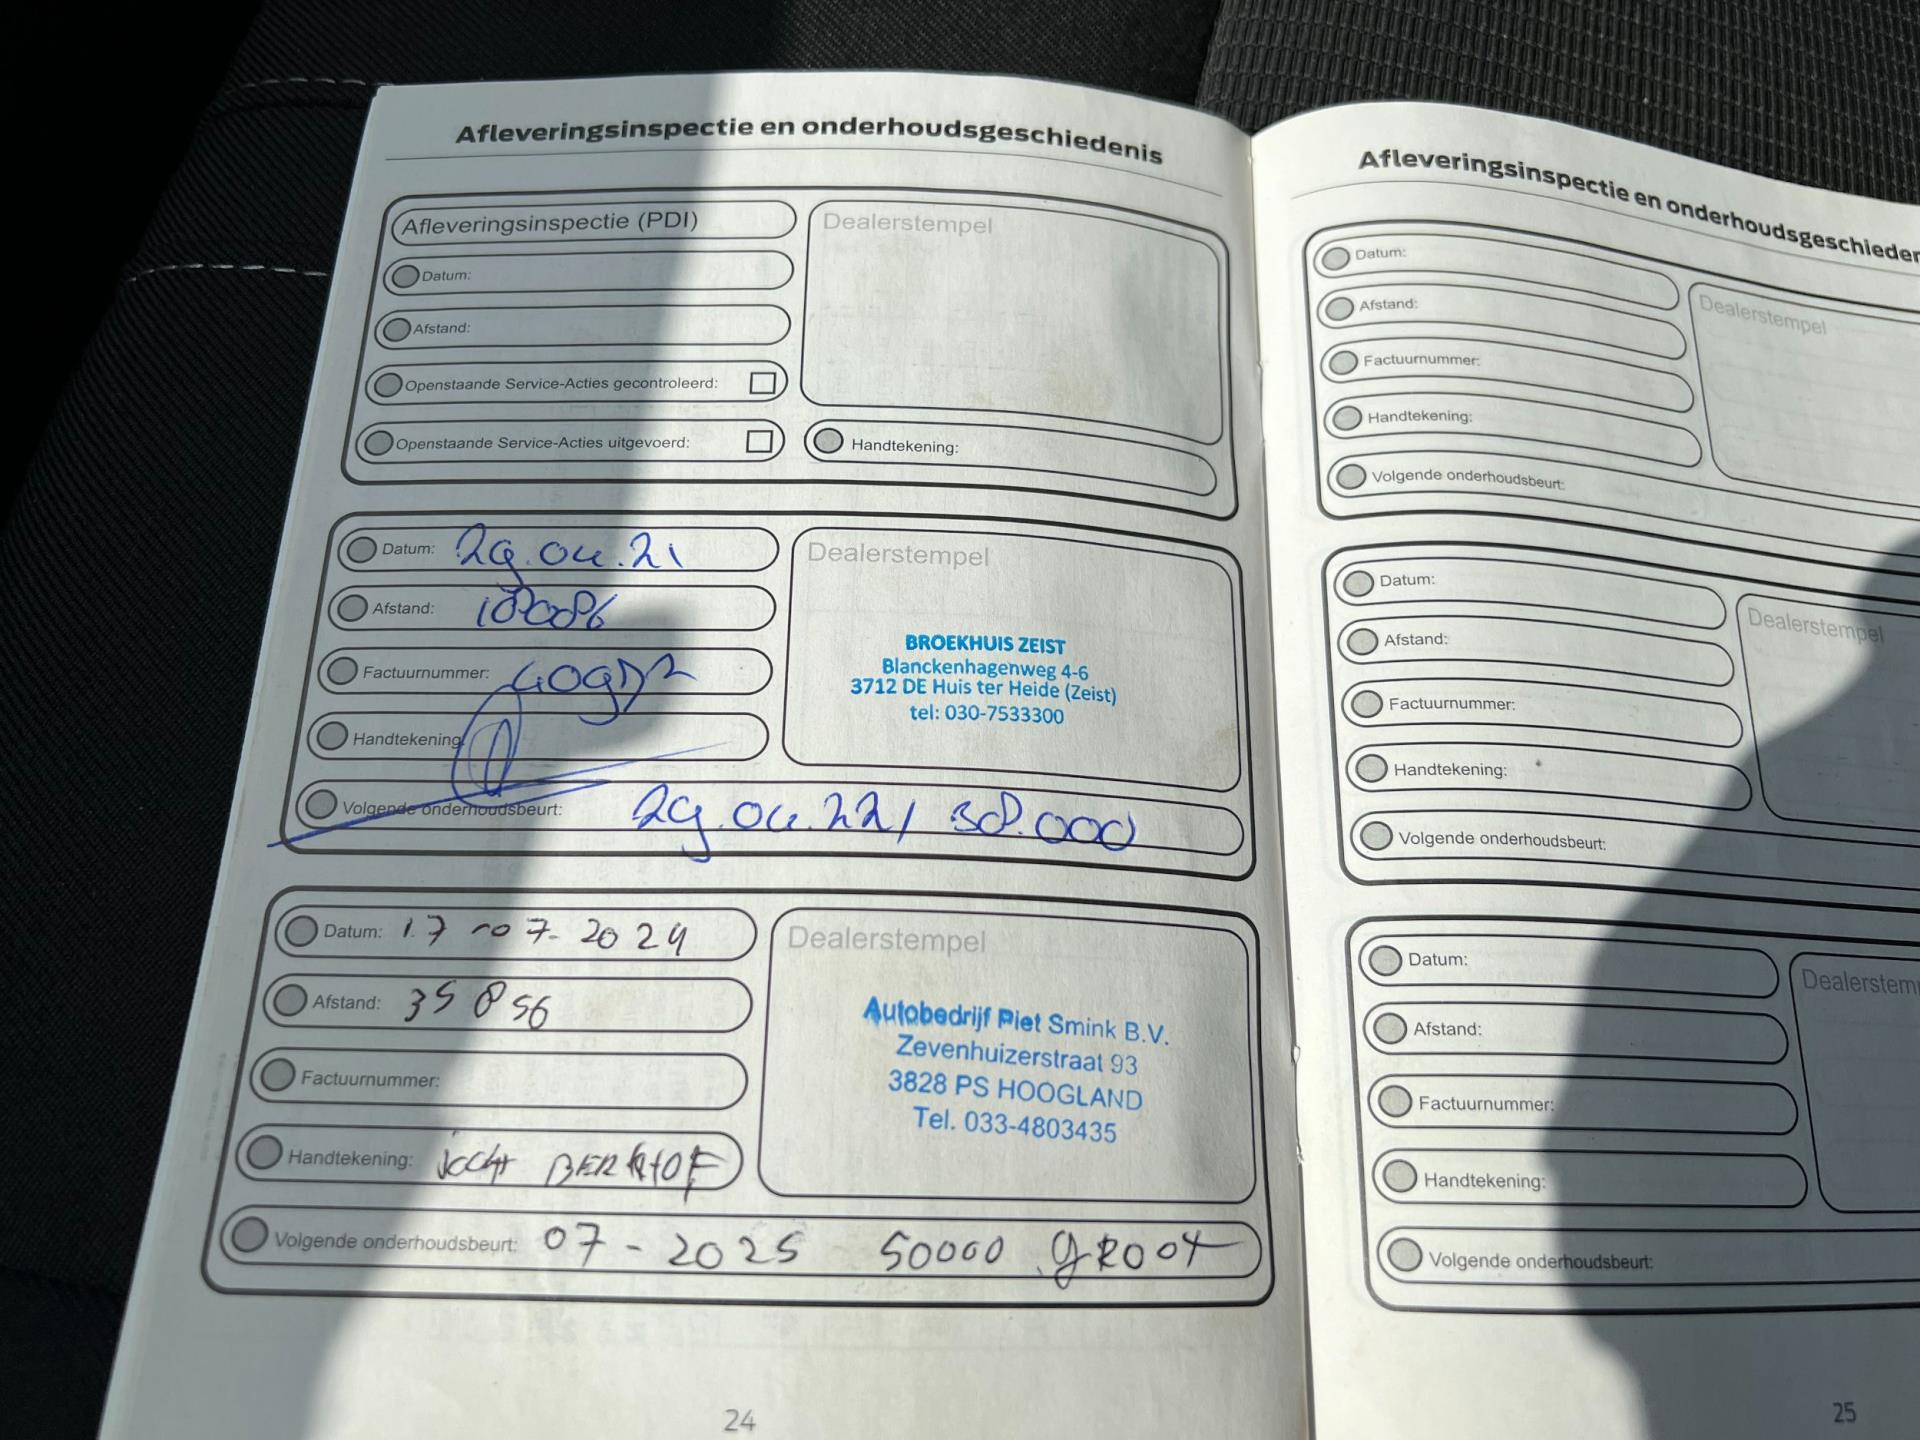 Afleveringsinspectie en onderhoudsgeschiedenis
Afleveringsinspectie (PDI)
Datum:
Afstand:
Openstaande Service-Acties gecontroleerd:
Openstaande Service-Acties uitgevoerd:
Dealerstempel
Handtekening:
Datum: 29.04.21
Afstand: 18086
Factuurnummer:
Handtekening:
Volgende onderhoudsbeurt: 29.04.22 / 38.000
Dealerstempel
BROEKHUIS ZEIST
Blanckenhagenweg 4-6
3712 DE Huis ter Heide (Zeist)
tel: 030-7533300
Datum: 17-07-2024
Afstand: 35856
Factuurnummer:
Handtekening: BERKHOF
Volgende onderhoudsbeurt: 07-2025 50000 GROOT
Dealerstempel
Autobedrijf Piet Smink B.V.
Zevenhuizerstraat 93
3828 PS HOOGLAND
Tel. 033-4803435
24
Afleveringsinspectie en onderhoudsgeschieden
Datum:
Afstand:
Factuurnummer:
Handtekening:
Volgende onderhoudsbeurt:
Dealerstempel
Datum:
Afstand:
Factuurnummer:
Handtekening:
Volgende onderhoudsbeurt:
Dealerstempel
Datum:
Afstand:
Factuurnummer:
Handtekening:
Volgende onderhoudsbeurt:
Dealerstem
25